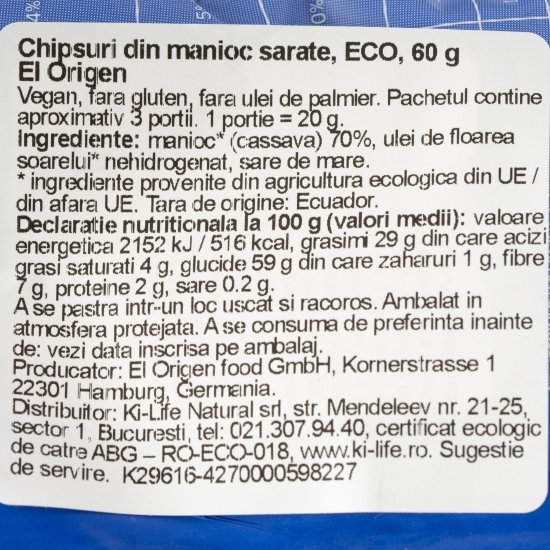 4%
5%
0%
Chipsuri din manioc sarate, ECO, 60 g
El Origen
Vegan, fara gluten, fara ulei de palmier. Pachetul contine
aproximativ 3 portii. 1 portie = 20 g.
Ingrediente: manioc* (cassava) 70%, ulei de floarea
soarelui* nehidrogenat, sare de mare.
* ingrediente provenite din agricultura ecologica din UE /
din afara UE. Tara de origine: Ecuador.
Declaratie nutritionala la 100 g (valori medii): valoare
energetica 2152 kJ / 516 kcal, grasimi 29 g din care acizi
grasi saturati 4 g, glucide 59 g din care zaharuri 1 g, fibre
7 g, proteine 2 g, sare 0.2 g.
A se pastra intr-un loc uscat si racoros. Ambalat in
atmosfera protejata. A se consuma de preferinta inainte
de: vezi data inscrisa pe ambalaj.
Producator: El Origen food GmbH, Kornerstrasse 1
22301 Hamburg, Germania.
Distribuitor: Ki-Life Natural srl, str. Mendeleev nr. 21-25,
sector 1, Bucuresti, tel: 021.307.94.40, certificat ecologic
de catre ABG – RO-ECO-018, www.ki-life.ro. Sugestie
de servire. K29616-4270000598227